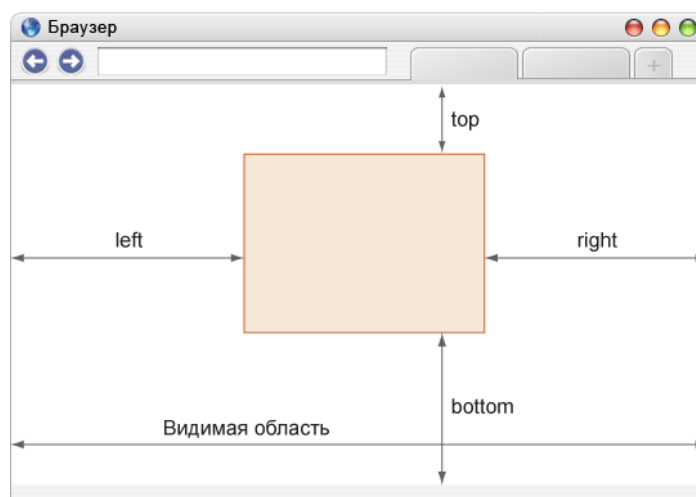 Браузер
top
left
right
bottom
Видимая область